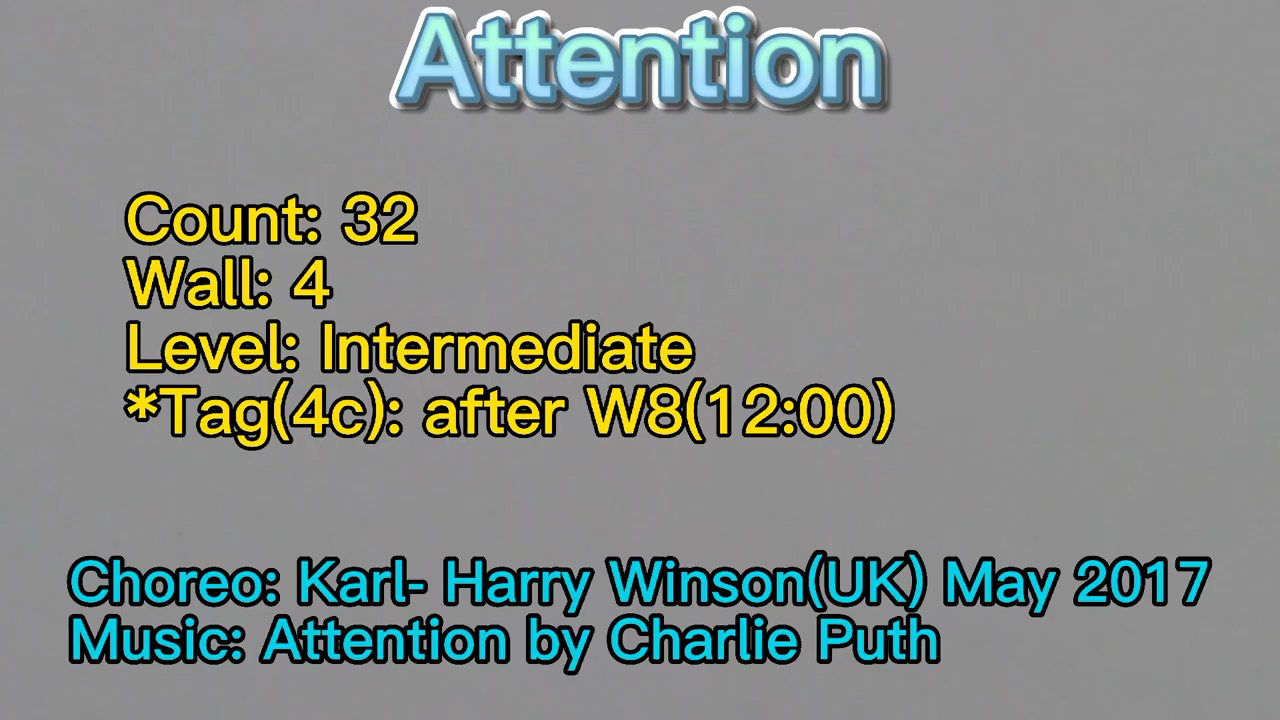 Attention
Count: 32
Wall: 4
Level: Intermediate
*Tag(4c): after W8(12:00)
Choreo: Karl- Harry Winson(UK) May 2017
Music: Attention by Charlie Puth